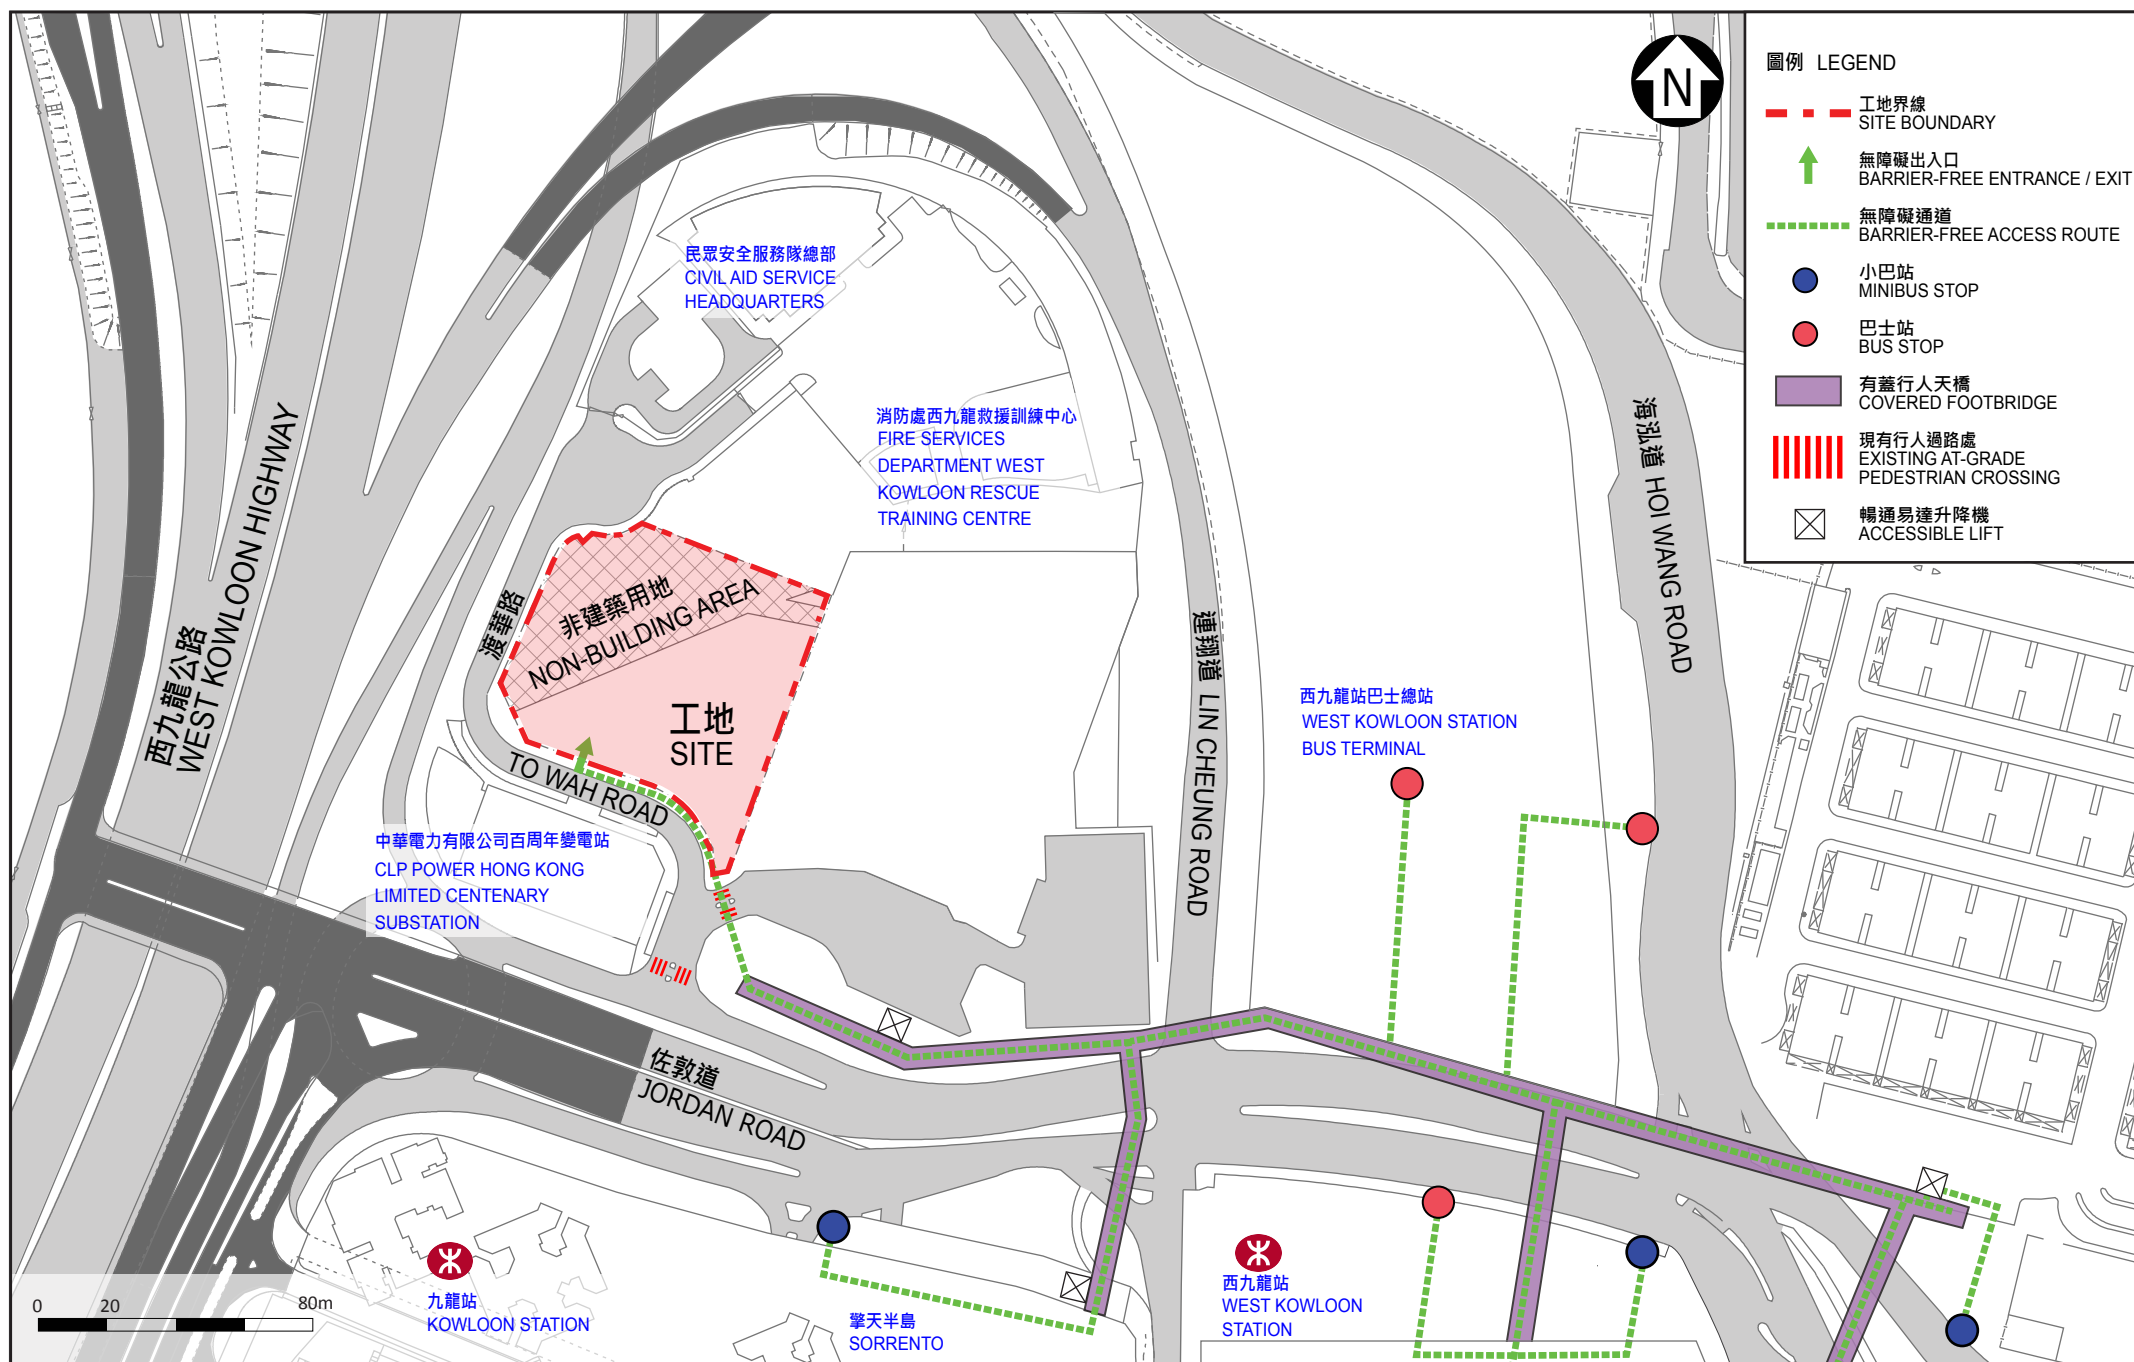 圖例 LEGEND
工地界線
SITE BOUNDARY
無障礙出入口
BARRIER-FREE ENTRANCE / EXIT
無障礙通道
BARRIER-FREE ACCESS ROUTE
小巴站
MINIBUS STOP
巴士站
BUS STOP
有蓋行人天橋
COVERED FOOTBRIDGE
現有行人過路處
EXISTING AT-GRADE
PEDESTRIAN CROSSING
暢通易達升降機
ACCESSIBLE LIFT
N
民眾安全服務隊總部
CIVIL AID SERVICE
HEADQUARTERS
消防處西九龍救援訓練中心
FIRE SERVICES
DEPARTMENT WEST
KOWLOON RESCUE
TRAINING CENTRE
西九龍公路
WEST KOWLOON HIGHWAY
渡華路
TO WAH ROAD
非建築用地
NON-BUILDING AREA
工地
SITE
連翔道 LIN CHEUNG ROAD
海泓道 HOI WANG ROAD
西九龍站巴士總站
WEST KOWLOON STATION
BUS TERMINAL
中華電力有限公司百周年變電站
CLP POWER HONG KONG
LIMITED CENTENARY
SUBSTATION
佐敦道
JORDAN ROAD
九龍站
KOWLOON STATION
擎天半島
SORRENTO
西九龍站
WEST KOWLOON
STATION
0 20 80m